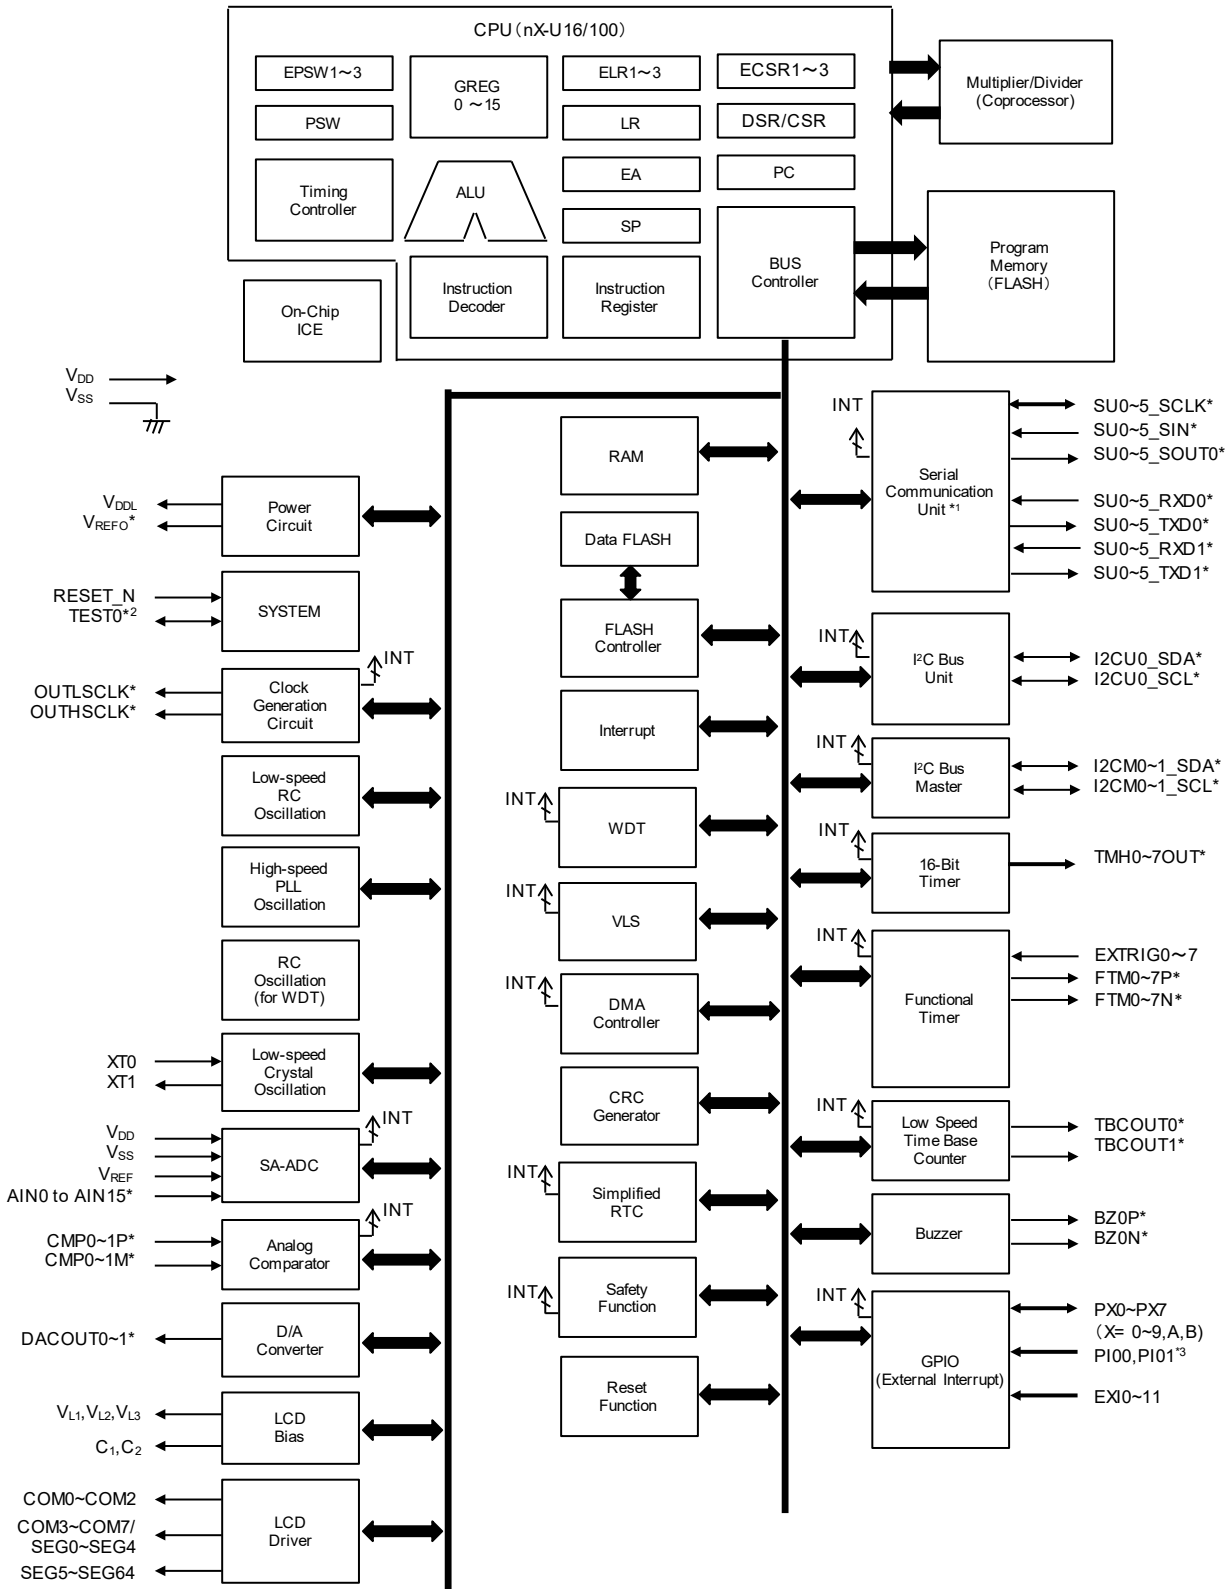 CPU（nX-U16/100）
EPSW1～3
GREG
0 ～15
ELR1～3
ECSR1～3
PSW
LR
DSR/CSR
Timing
Controller
ALU
EA
PC
SP
BUS
Controller
Instruction
Decoder
Instruction
Register
On-Chip
ICE
Multiplier/Divider
(Coprocessor)
Program
Memory
（FLASH）
VDD
VSS
VDDL
VREFO*
Power
Circuit
RESET_N
TEST0*2
SYSTEM
INT
OUTLSCLK*
OUTHSCLK*
Clock
Generation
Circuit
Low-speed
RC
Oscillation
High-speed
PLL
Oscillation
RC
Oscillation
(for WDT)
XT0
XT1
Low-speed
Crystal
Oscillation
INT
VDD
VSS
VREF
AIN0 to AIN15*
SA-ADC
INT
CMP0~1P*
CMP0~1M*
Analog
Comparator
DACOUT0~1*
D/A
Converter
VL1,VL2,VL3
C1,C2
LCD
Bias
COM0~COM2
COM3~COM7/
SEG0~SEG4
SEG5~SEG64
LCD
Driver
RAM
Data FLASH
FLASH
Controller
Interrupt
INT
WDT
INT
VLS
INT
DMA
Controller
CRC
Generator
INT
Simplified
RTC
INT
Safety
Function
Reset
Function
INT
Serial
Communication
Unit *1
SU0~5_SCLK*
SU0~5_SIN*
SU0~5_SOUT0*
SU0~5_RXD0*
SU0~5_TXD0*
SU0~5_RXD1*
SU0~5_TXD1*
INT
I2C Bus
Unit
I2CU0_SDA*
I2CU0_SCL*
INT
I2C Bus
Master
I2CM0~1_SDA*
I2CM0~1_SCL*
INT
16-Bit
Timer
TMH0~7OUT*
INT
Functional
Timer
EXTRIG0～7
FTM0~7P*
FTM0~7N*
INT
Low Speed
Time Base
Counter
TBCOUT0*
TBCOUT1*
Buzzer
BZ0P*
BZ0N*
INT
GPIO
(External Interrupt)
PX0~PX7
（X= 0~9,A,B)
PI00,PI01*3
EXI0~11